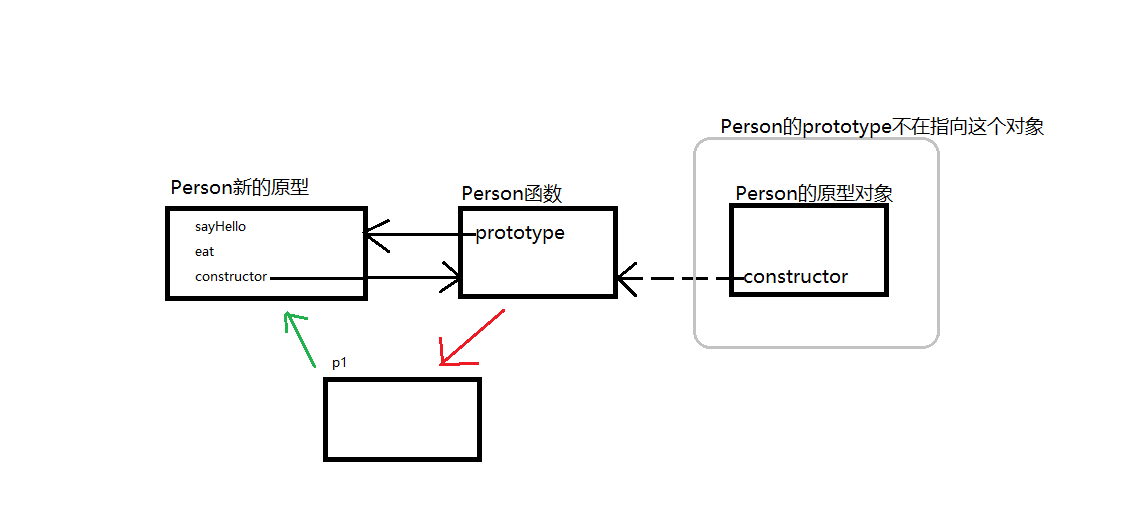 Person的prototype不在指向这个对象
Person新的原型
Person函数
Person的原型对象
sayHello
eat
constructor
prototype
constructor
p1